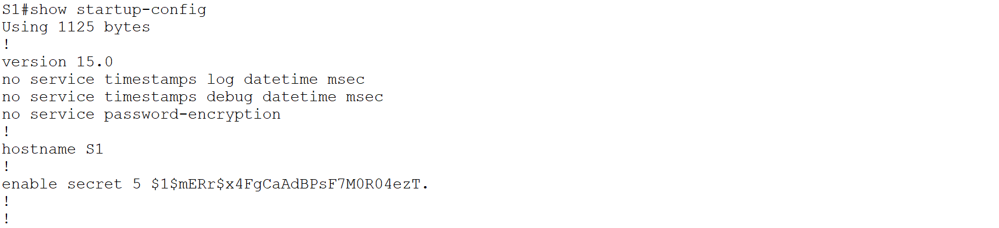 S1#show startup-config
Using 1125 bytes
!
version 15.0
no service timestamps log datetime msec
no service timestamps debug datetime msec
no service password-encryption
!
hostname S1
!
enable secret 5 $1$mERr$x4FgCaAdBPsF7M0R04ezT.
!
!